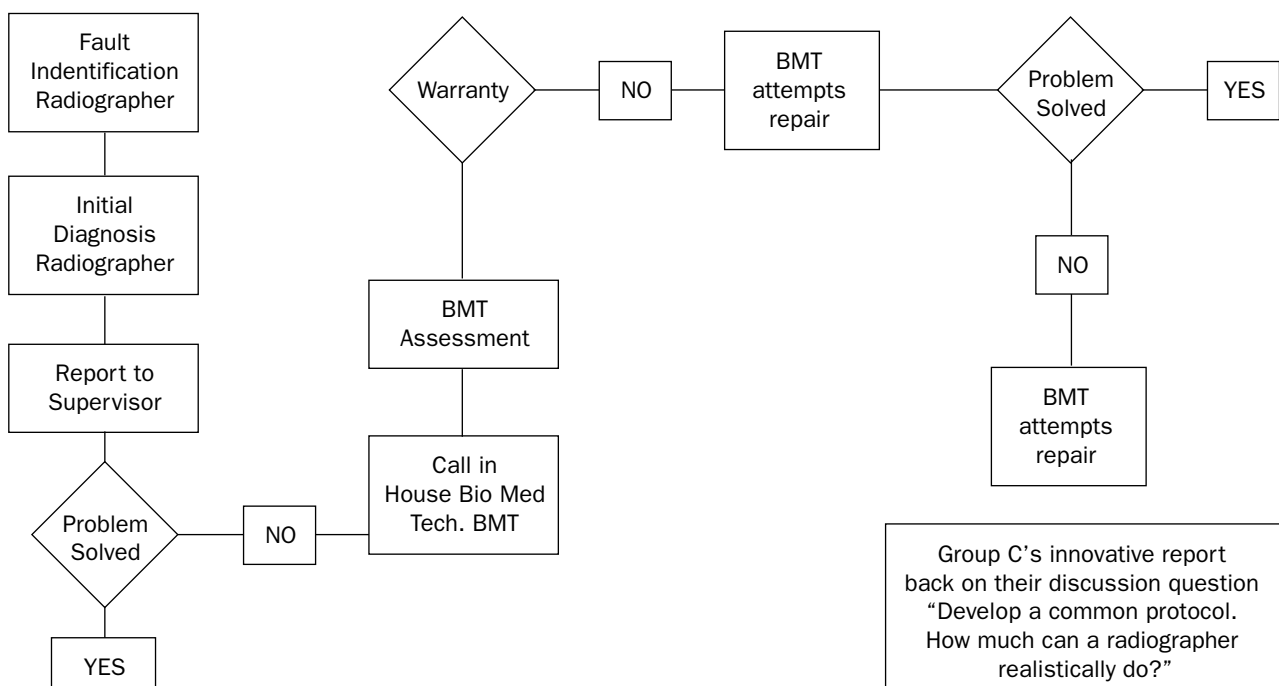 Fault
Indentification
Radiographer
Initial
Diagnosis
Radiographer
Report to
Supervisor
Problem
Solved
YES
NO
Call in
House Bio Med
Tech. BMT
BMT
Assessment
Warranty
NO
BMT
attempts
repair
Problem
Solved
YES
NO
BMT
attempts
repair
Group C’s innovative report
back on their discussion question
“Develop a common protocol.
How much can a radiographer
realistically do?”